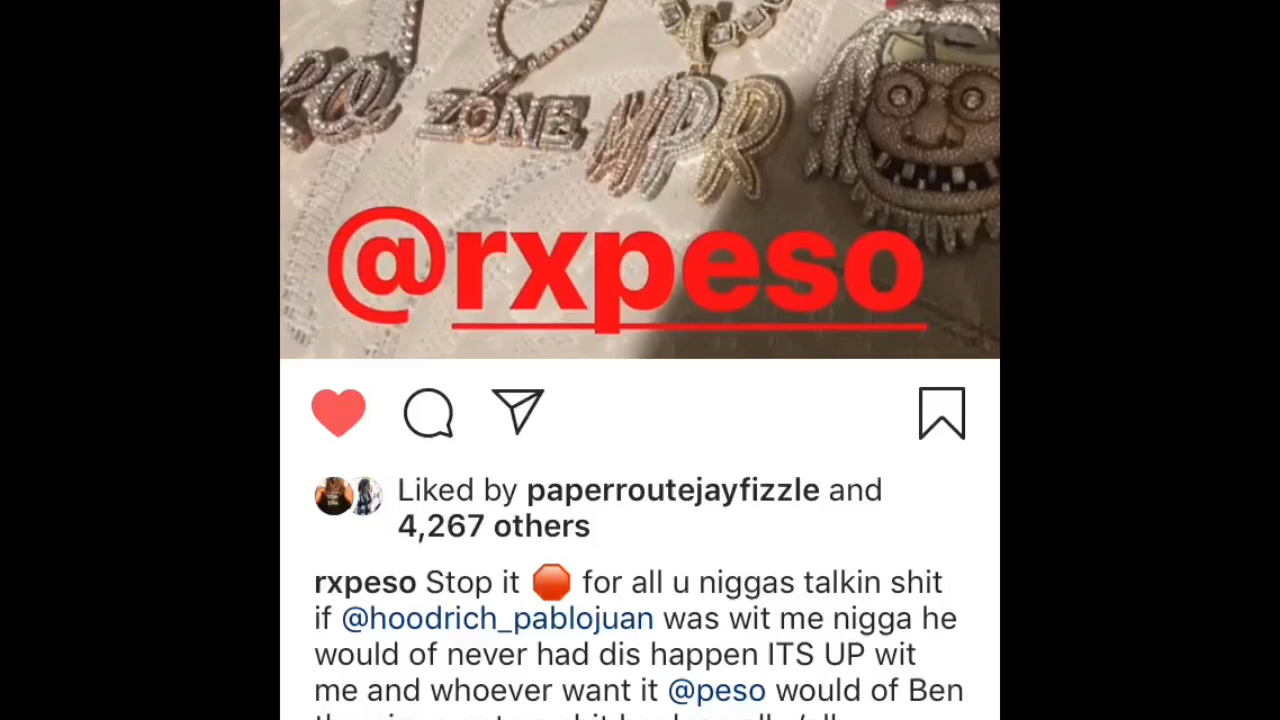 ZONE
MPR
@rxpeso
Liked by paperroutejayfizzle and
4,267 others
rxpeso Stop it 🛑 for all u niggas talkin shit
if @hoodrich_pablojuan was wit me nigga he
would of never had dis happen ITS UP wit
me and whoever want it @peso would of Ben